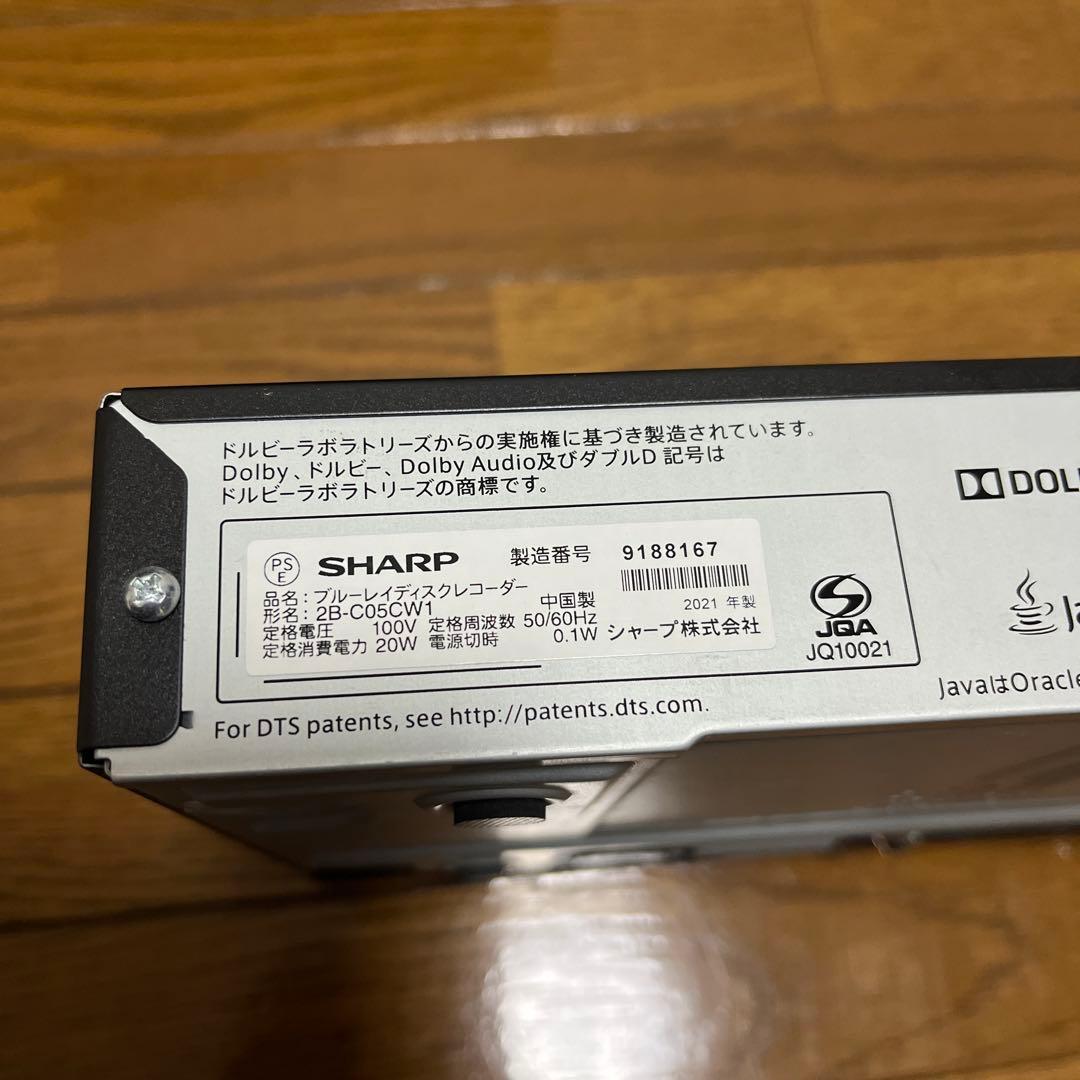 ドルビーラボラトリーズからの実施権に基づき製造されています。
Dolby、ドルビー、Dolby Audio及びダブルD 記号は
ドルビーラボラトリーズの商標です。
DOL
PS
E
SHARP 製造番号 9188167
品名：ブルーレイディスクレコーダー
形名：2B-C05CW1 中国製 2021 年製
定格電圧 100V 定格周波数 50/60Hz
定格消費電力 20W 電源切時 0.1W シャープ株式会社
JQA
JQ10021
Ja
JavaはOracle
For DTS patents, see http://patents.dts.com.